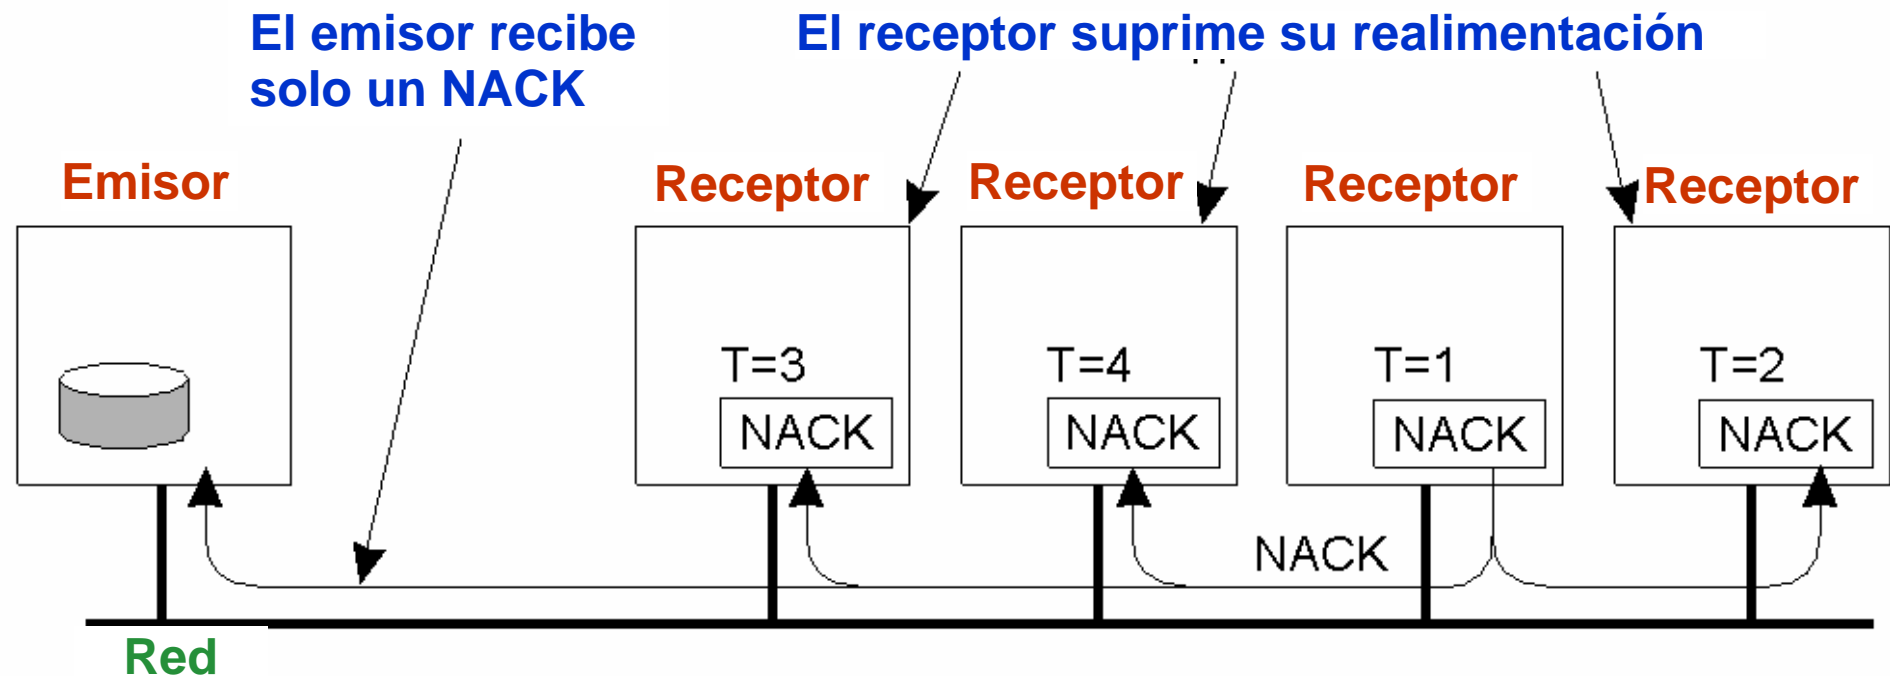 El emisor recibe
solo un NACK
El receptor suprime su realimentación
Emisor
Receptor
Receptor
Receptor
Receptor
T=3
T=4
T=1
T=2
NACK
NACK
NACK
NACK
NACK
Red